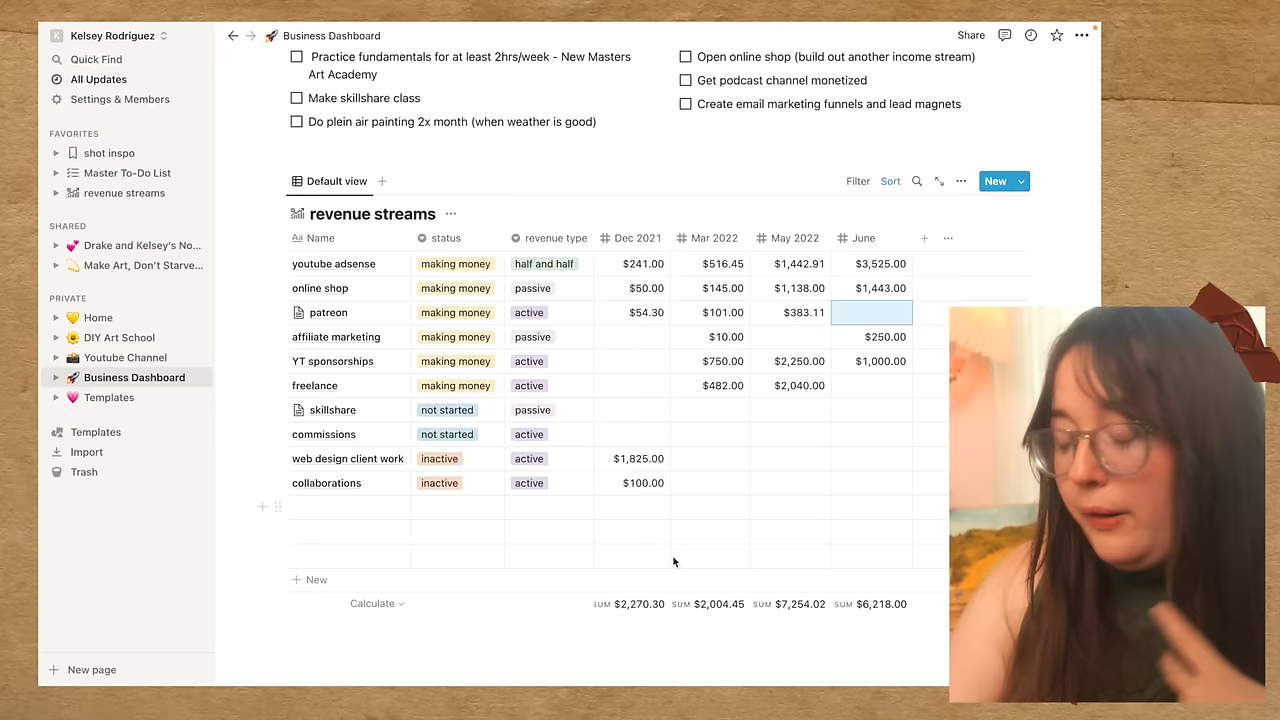 K Kelsey Rodriguez
Quick Find
All Updates
Settings & Members
FAVORITES
shot inspo
Master To-Do List
revenue streams
SHARED
Drake and Kelsey's No...
Make Art, Don't Starve...
PRIVATE
Home
DIY Art School
Youtube Channel
Business Dashboard
Templates
Templates
Import
Trash
New page
Business Dashboard
Share
Practice fundamentals for at least 2hrs/week - New Masters
Art Academy
Make skillshare class
Do plein air painting 2x month (when weather is good)
Open online shop (build out another income stream)
Get podcast channel monetized
Create email marketing funnels and lead magnets
Default view
Filter Sort New
revenue streams
Aa Name status revenue type Dec 2021 Mar 2022 May 2022 June
youtube adsense making money half and half $241.00 $516.45 $1,442.91 $3,525.00
online shop making money passive $50.00 $145.00 $1,138.00 $1,443.00
patreon making money active $54.30 $101.00 $383.11
affiliate marketing making money passive $10.00 $250.00
YT sponsorships making money active $750.00 $2,250.00 $1,000.00
freelance making money active $482.00 $2,040.00
skillshare not started passive
commissions not started active
web design client work inactive active $1,825.00
collaborations inactive active $100.00
New
Calculate SUM $2,270.30 SUM $2,004.45 SUM $7,254.02 SUM $6,218.00